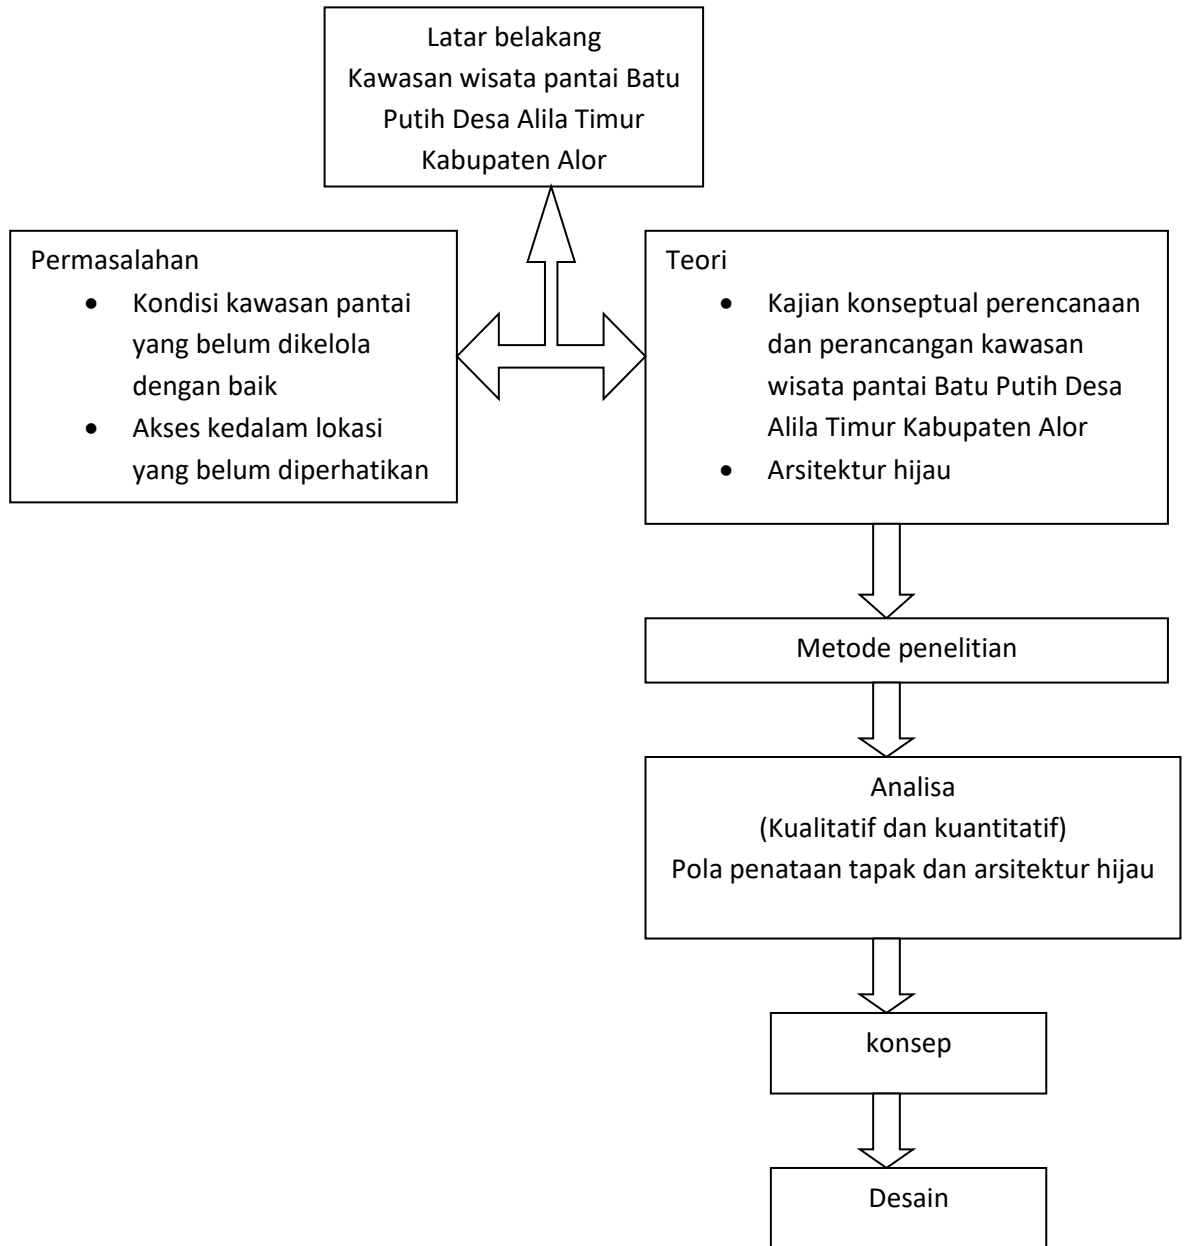 Latar belakang
Kawasan wisata pantai Batu
Putih Desa Alila Timur
Kabupaten Alor
Permasalahan
• Kondisi kawasan pantai
yang belum dikelola
dengan baik
• Akses kedalam lokasi
yang belum diperhatikan
Teori
• Kajian konseptual perencanaan
dan perancangan kawasan
wisata pantai Batu Putih Desa
Alila Timur Kabupaten Alor
• Arsitektur hijau
Metode penelitian
Analisa
(Kualitatif dan kuantitatif)
Pola penataan tapak dan arsitektur hijau
konsep
Desain